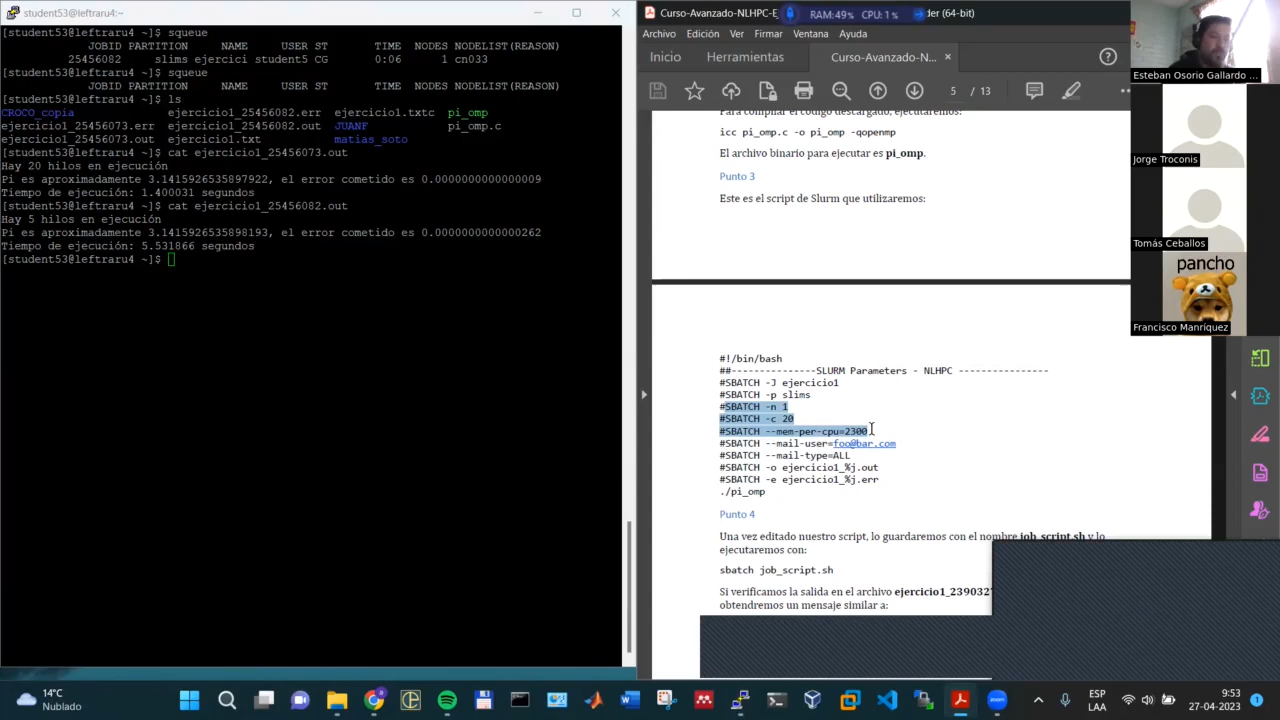 student53@leftraru4:~
[student53@leftraru4 ~]$ squeue
JOBID PARTITION NAME USER ST TIME NODES NODELIST(REASON)
25456082 slims ejercici student5 CG 0:06 1 cn033
[student53@leftraru4 ~]$ squeue
JOBID PARTITION NAME USER ST TIME NODES NODELIST(REASON)
[student53@leftraru4 ~]$ ls
CROCO_copia ejercicio1_25456082.err ejercicio1.txtc pi_omp
ejercicio1_25456073.err ejercicio1_25456082.out JUANF pi_omp.c
ejercicio1_25456073.out ejercicio1.txt matias_soto
[student53@leftraru4 ~]$ cat ejercicio1_25456073.out
Hay 20 hilos en ejecución
Pi es aproximadamente 3.1415926535897922, el error cometido es 0.0000000000000009
Tiempo de ejecución: 1.400031 segundos
[student53@leftraru4 ~]$ cat ejercicio1_25456082.out
Hay 5 hilos en ejecución
Pi es aproximadamente 3.1415926535898193, el error cometido es 0.0000000000000262
Tiempo de ejecución: 5.531866 segundos
[student53@leftraru4 ~]$
Curso-Avanzado-NLHPC-E
RAM:49% CPU:1%
der (64-bit)
Archivo Edición Ver Firmar Ventana Ayuda
Inicio Herramientas Curso-Avanzado-N...
5 / 13
Para compilar el código descargado, ejecutaremos:
icc pi_omp.c -o pi_omp -qopenmp
El archivo binario para ejecutar es pi_omp.
Punto 3
Este es el script de Slurm que utilizaremos:
#!/bin/bash
##---------------SLURM Parameters - NLHPC ----------------
#SBATCH -J ejercicio1
#SBATCH -p slims
#SBATCH -n 1
#SBATCH -c 20
#SBATCH --mem-per-cpu=2300
#SBATCH --mail-user=foo@bar.com
#SBATCH --mail-type=ALL
#SBATCH -o ejercicio1_%j.out
#SBATCH -e ejercicio1_%j.err
./pi_omp
Punto 4
Una vez editado nuestro script, lo guardaremos con el nombre job_script.sh y lo
ejecutaremos con:
sbatch job_script.sh
Si verificamos la salida en el archivo ejercicio1_239032
obtendremos un mensaje similar a:
Esteban Osorio Gallardo ...
Jorge Troconis
Tomás Ceballos
pancho
Francisco Manríquez
14°C
Nublado
ESP
LAA
9:53
27-04-2023